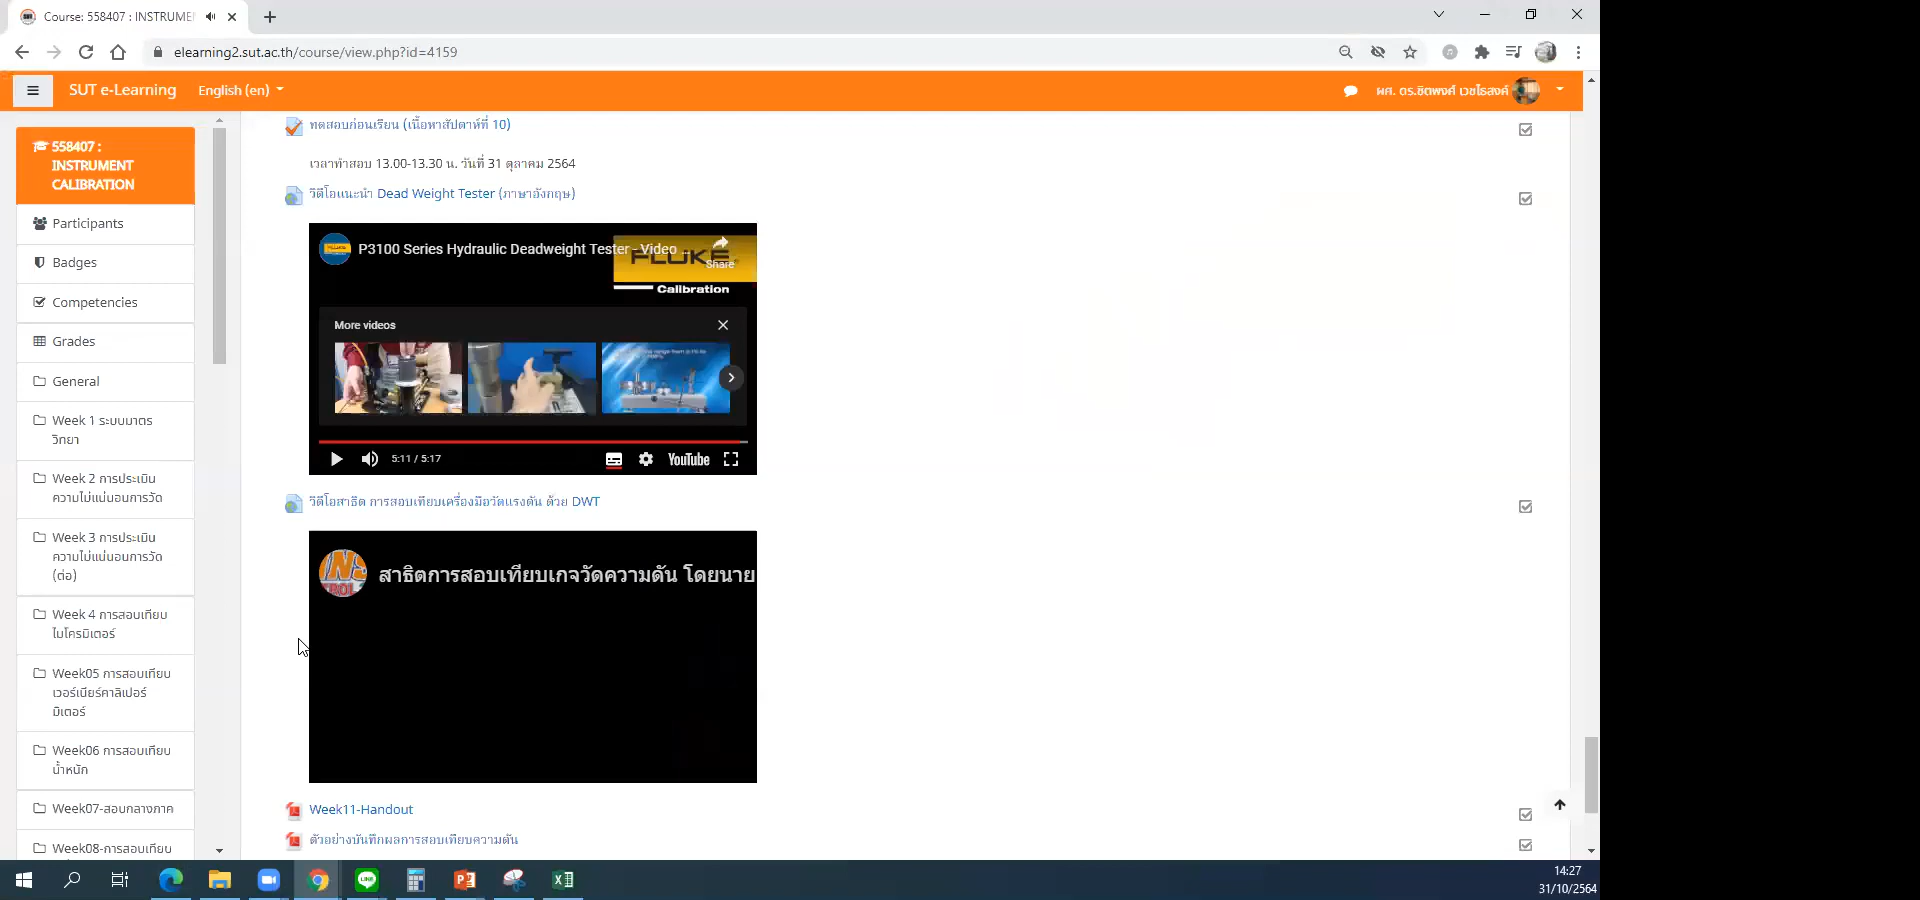 Course: 558407 : INSTRUME
elearning2.sut.ac.th/course/view.php?id=4159
SUT e-Learning
English (en)
ผศ. ดร.ชิตพงศ์ เวชไธสงค์
558407 :
INSTRUMENT
CALIBRATION
Participants
Badges
Competencies
Grades
General
Week 1 ระบบมาตร
วิทยา
Week 2 การประเมิน
ความไม่แน่นอนการวัด
Week 3 การประเมิน
ความไม่แน่นอนการวัด
(ต่อ)
Week 4 การสอบเทียบ
ไมโครมิเตอร์
Week05 การสอบเทียบ
เวอร์เนียร์คาลิเปอร์
มิเตอร์
Week06 การสอบเทียบ
น้ำหนัก
Week07-สอบกลางภาค
Week08-การสอบเทียบ
ทดสอบก่อนเรียน (เนื้อหาสัปดาห์ที่ 10)
เวลาทำสอบ 13.00-13.30 น. วันที่ 31 ตุลาคม 2564
วิดีโอแนะนำ Dead Weight Tester (ภาษาอังกฤษ)
P3100 Series Hydraulic Deadweight Tester - Video ...
FLUKE
Share
Calibration
More videos
5:11 / 5:17
YouTube
วิดีโอสาธิต การสอบเทียบเครื่องมือวัดแรงดัน ด้วย DWT
สาธิตการสอบเทียบเกจวัดความดัน โดยนาย
Week11-Handout
ตัวอย่างบันทึกผลการสอบเทียบความดัน
14:27
31/10/2564